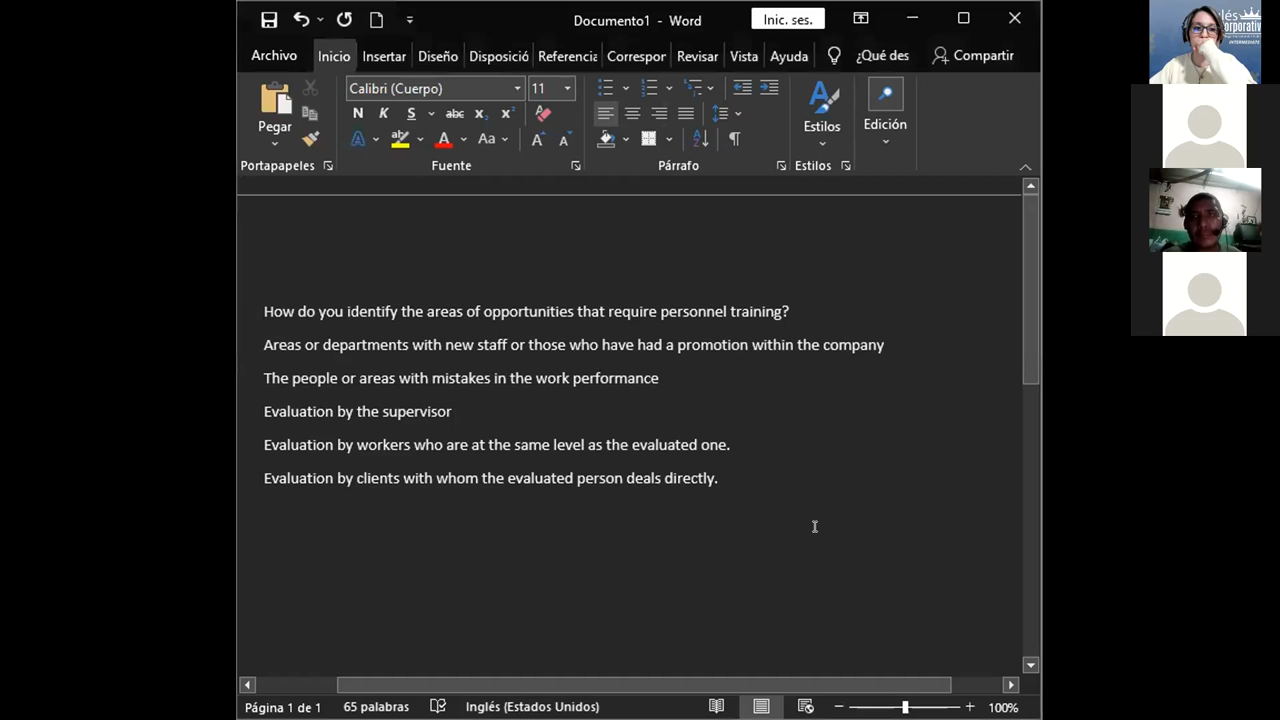 Documento1 - Word
Inic. ses.
Archivo Inicio Insertar Diseño Disposició Referencia Correspor Revisar Vista Ayuda ¿Qué des Compartir
Calibri (Cuerpo) 11
Pegar
N K S abc x₂ x²
Estilos
Edición
A aby A Aa A A
Portapapeles Fuente Párrafo Estilos
How do you identify the areas of opportunities that require personnel training?
Areas or departments with new staff or those who have had a promotion within the company
The people or areas with mistakes in the work performance
Evaluation by the supervisor
Evaluation by workers who are at the same level as the evaluated one.
Evaluation by clients with whom the evaluated person deals directly.
Página 1 de 1 65 palabras Inglés (Estados Unidos) 100%
INTERMEDIATE